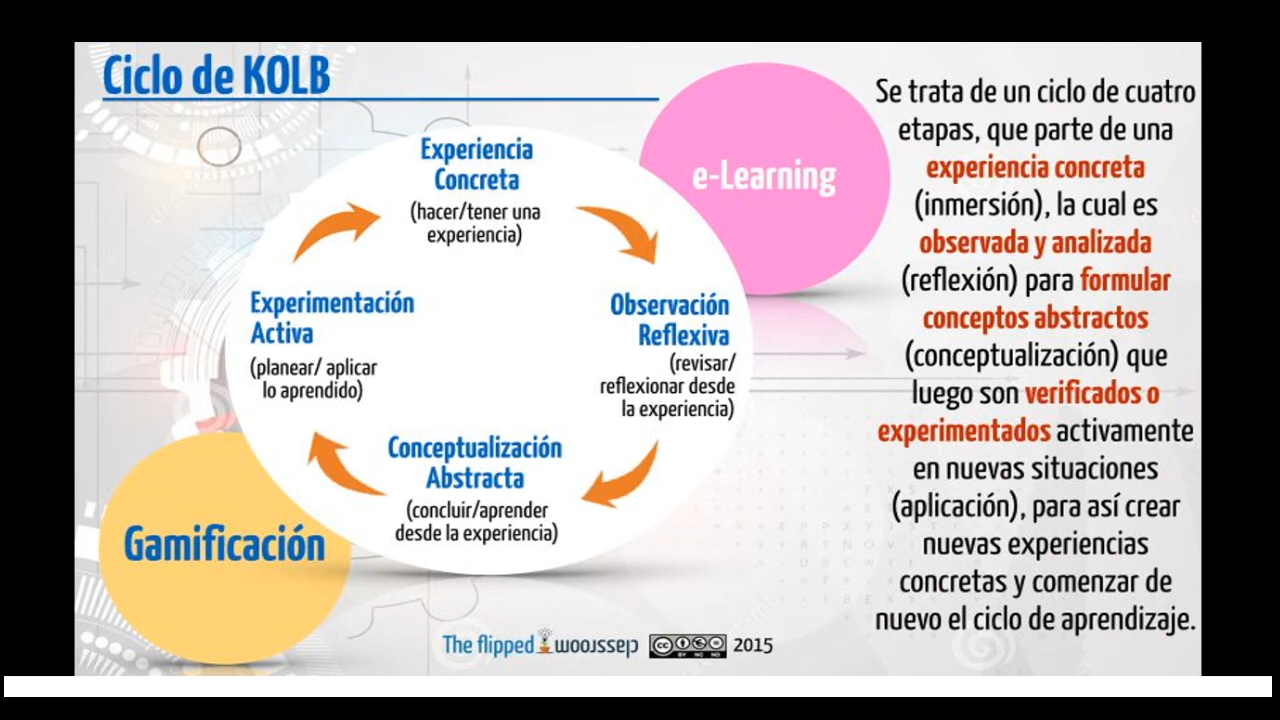 Ciclo de KOLB
Experiencia
Concreta
(hacer/tener una
experiencia)
e-Learning
Experimentación
Activa
(planear/ aplicar
lo aprendido)
Observación
Reflexiva
(revisar/
reflexionar desde
la experiencia)
Conceptualización
Abstracta
(concluir/aprender
desde la experiencia)
Gamificación
Se trata de un ciclo de cuatro
etapas, que parte de una
experiencia concreta
(inmersión), la cual es
observada y analizada
(reflexión) para formular
conceptos abstractos
(conceptualización) que
luego son verificados o
experimentados activamente
en nuevas situaciones
(aplicación), para así crear
nuevas experiencias
concretas y comenzar de
nuevo el ciclo de aprendizaje.
The flipped classroom cc BY NC ND 2015